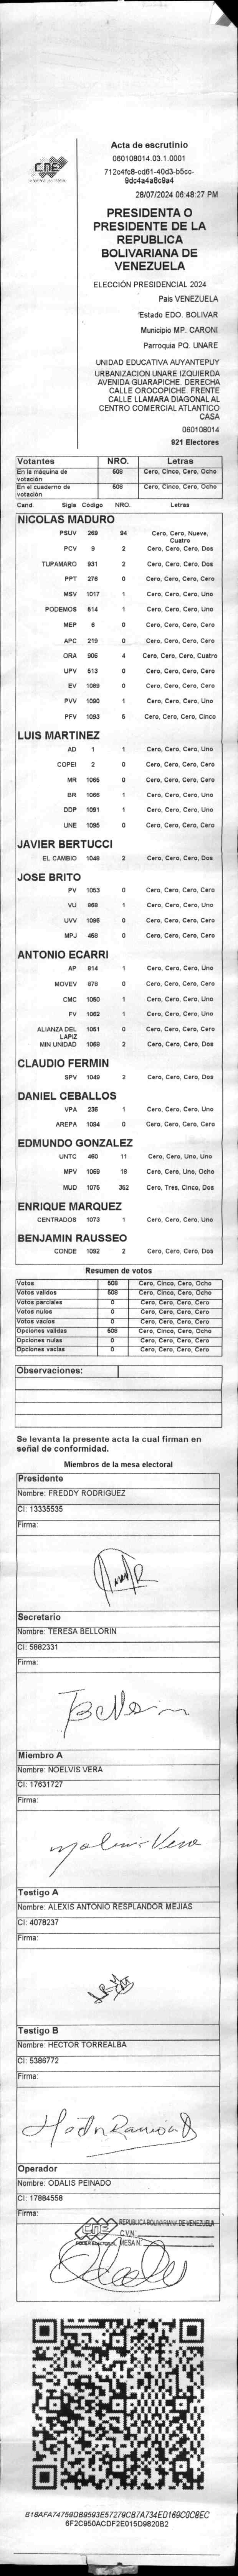 Acta de escrutinio
060108014.03.1.0001
712c4fc8-cd61-40d3-b5cc-
9dc4a4a8c9a4
28/07/2024 06:48:27 PM
CNE
PRESIDENTA O
PRESIDENTE DE LA
REPUBLICA
BOLIVARIANA DE
VENEZUELA
ELECCIÓN PRESIDENCIAL 2024
Pais VENEZUELA
Estado EDO. BOLIVAR
Municipio MP. CARONI
Parroquia PQ. UNARE
UNIDAD EDUCATIVA AUYANTEPUY
URBANIZACION UNARE IZQUIERDA
AVENIDA GUARAPICHE. DERECHA
CALLE OROCOPICHE. FRENTE
CALLE LLAMARA DIAGONAL AL
CENTRO COMERCIAL ATLANTICO
CASA
060108014
921 Electores
Votantes NRO. Letras
En la máquina de votación 508 Cero, Cinco, Cero, Ocho
En el cuaderno de votación 508 Cero, Cinco, Cero, Ocho
Cand. Sigla Código NRO. Letras
NICOLAS MADURO
PSUV 269 94 Cero, Cero, Nueve, Cuatro
PCV 9 2 Cero, Cero, Cero, Dos
TUPAMARO 931 2 Cero, Cero, Cero, Dos
PPT 276 0 Cero, Cero, Cero, Cero
MSV 1017 1 Cero, Cero, Cero, Uno
PODEMOS 614 1 Cero, Cero, Cero, Uno
MEP 6 0 Cero, Cero, Cero, Cero
APC 219 0 Cero, Cero, Cero, Cero
ORA 906 4 Cero, Cero, Cero, Cuatro
UPV 513 0 Cero, Cero, Cero, Cero
EV 1089 0 Cero, Cero, Cero, Cero
PVV 1090 1 Cero, Cero, Cero, Uno
PFV 1093 5 Cero, Cero, Cero, Cinco
LUIS MARTINEZ
AD 1 1 Cero, Cero, Cero, Uno
COPEI 2 0 Cero, Cero, Cero, Cero
MR 1065 0 Cero, Cero, Cero, Cero
BR 1066 1 Cero, Cero, Cero, Uno
DDP 1091 1 Cero, Cero, Cero, Uno
UNE 1095 0 Cero, Cero, Cero, Cero
JAVIER BERTUCCI
EL CAMBIO 1048 2 Cero, Cero, Cero, Dos
JOSE BRITO
PV 1053 0 Cero, Cero, Cero, Cero
VU 868 1 Cero, Cero, Cero, Uno
UVV 1096 0 Cero, Cero, Cero, Cero
MPJ 458 0 Cero, Cero, Cero, Cero
ANTONIO ECARRI
AP 814 1 Cero, Cero, Cero, Uno
MOVEV 878 0 Cero, Cero, Cero, Cero
CMC 1050 1 Cero, Cero, Cero, Uno
FV 1062 1 Cero, Cero, Cero, Uno
ALIANZA DEL LAPIZ 1051 0 Cero, Cero, Cero, Cero
MIN UNIDAD 1069 2 Cero, Cero, Cero, Dos
CLAUDIO FERMIN
SPV 1049 2 Cero, Cero, Cero, Dos
DANIEL CEBALLOS
VPA 236 1 Cero, Cero, Cero, Uno
AREPA 1094 0 Cero, Cero, Cero, Cero
EDMUNDO GONZALEZ
UNTC 460 11 Cero, Cero, Uno, Uno
MPV 1069 18 Cero, Cero, Uno, Ocho
MUD 1075 352 Cero, Tres, Cinco, Dos
ENRIQUE MARQUEZ
CENTRADOS 1073 1 Cero, Cero, Cero, Uno
BENJAMIN RAUSSEO
CONDE 1092 2 Cero, Cero, Cero, Dos
Resumen de votos
Votos 508 Cero, Cinco, Cero, Ocho
Votos validos 508 Cero, Cinco, Cero, Ocho
Votos parciales 0 Cero, Cero, Cero, Cero
Votos nulos 0 Cero, Cero, Cero, Cero
Votos vacios 0 Cero, Cero, Cero, Cero
Opciones validas 508 Cero, Cinco, Cero, Ocho
Opciones nulas 0 Cero, Cero, Cero, Cero
Opciones vacias 0 Cero, Cero, Cero, Cero
Observaciones:
Se levanta la presente acta la cual firman en
señal de conformidad.
Miembros de la mesa electoral
Presidente
Nombre: FREDDY RODRIGUEZ
CI: 13335535
Firma:
Secretario
Nombre: TERESA BELLORIN
CI: 5882331
Firma:
Miembro A
Nombre: NOELVIS VERA
CI: 17631727
Firma:
Testigo A
Nombre: ALEXIS ANTONIO RESPLANDOR MEJIAS
CI: 4078237
Firma:
Testigo B
Nombre: HECTOR TORREALBA
CI: 5386772
Firma:
Operador
Nombre: ODALIS PEINADO
CI: 17884558
Firma:
CNE
PODER ELECTORAL
REPUBLICA BOLIVARIANA DE VENEZUELA
C.V.N°
MESA N°
B18AFA74759DB9593E57279CB7A734ED169C0C8EC
6F2C950ACDF2E015D9820B2